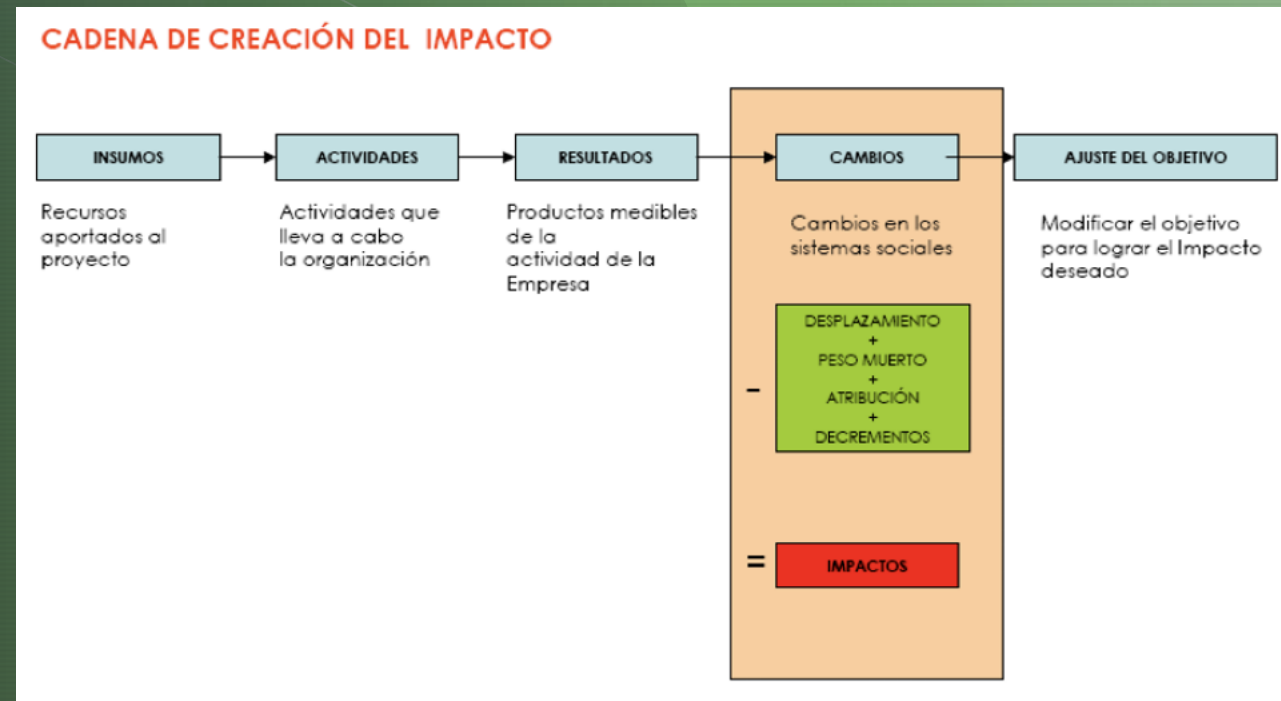 CADENA DE CREACIÓN DEL IMPACTO
INSUMOS
Recursos
aportados al
proyecto
ACTIVIDADES
Actividades que
lleva a cabo
la organización
RESULTADOS
Productos medibles
de la
actividad de la
Empresa
CAMBIOS
Cambios en los
sistemas sociales
-
DESPLAZAMIENTO
+
PESO MUERTO
+
ATRIBUCIÓN
+
DECREMENTOS
=
IMPACTOS
AJUSTE DEL OBJETIVO
Modificar el objetivo
para lograr el Impacto
deseado